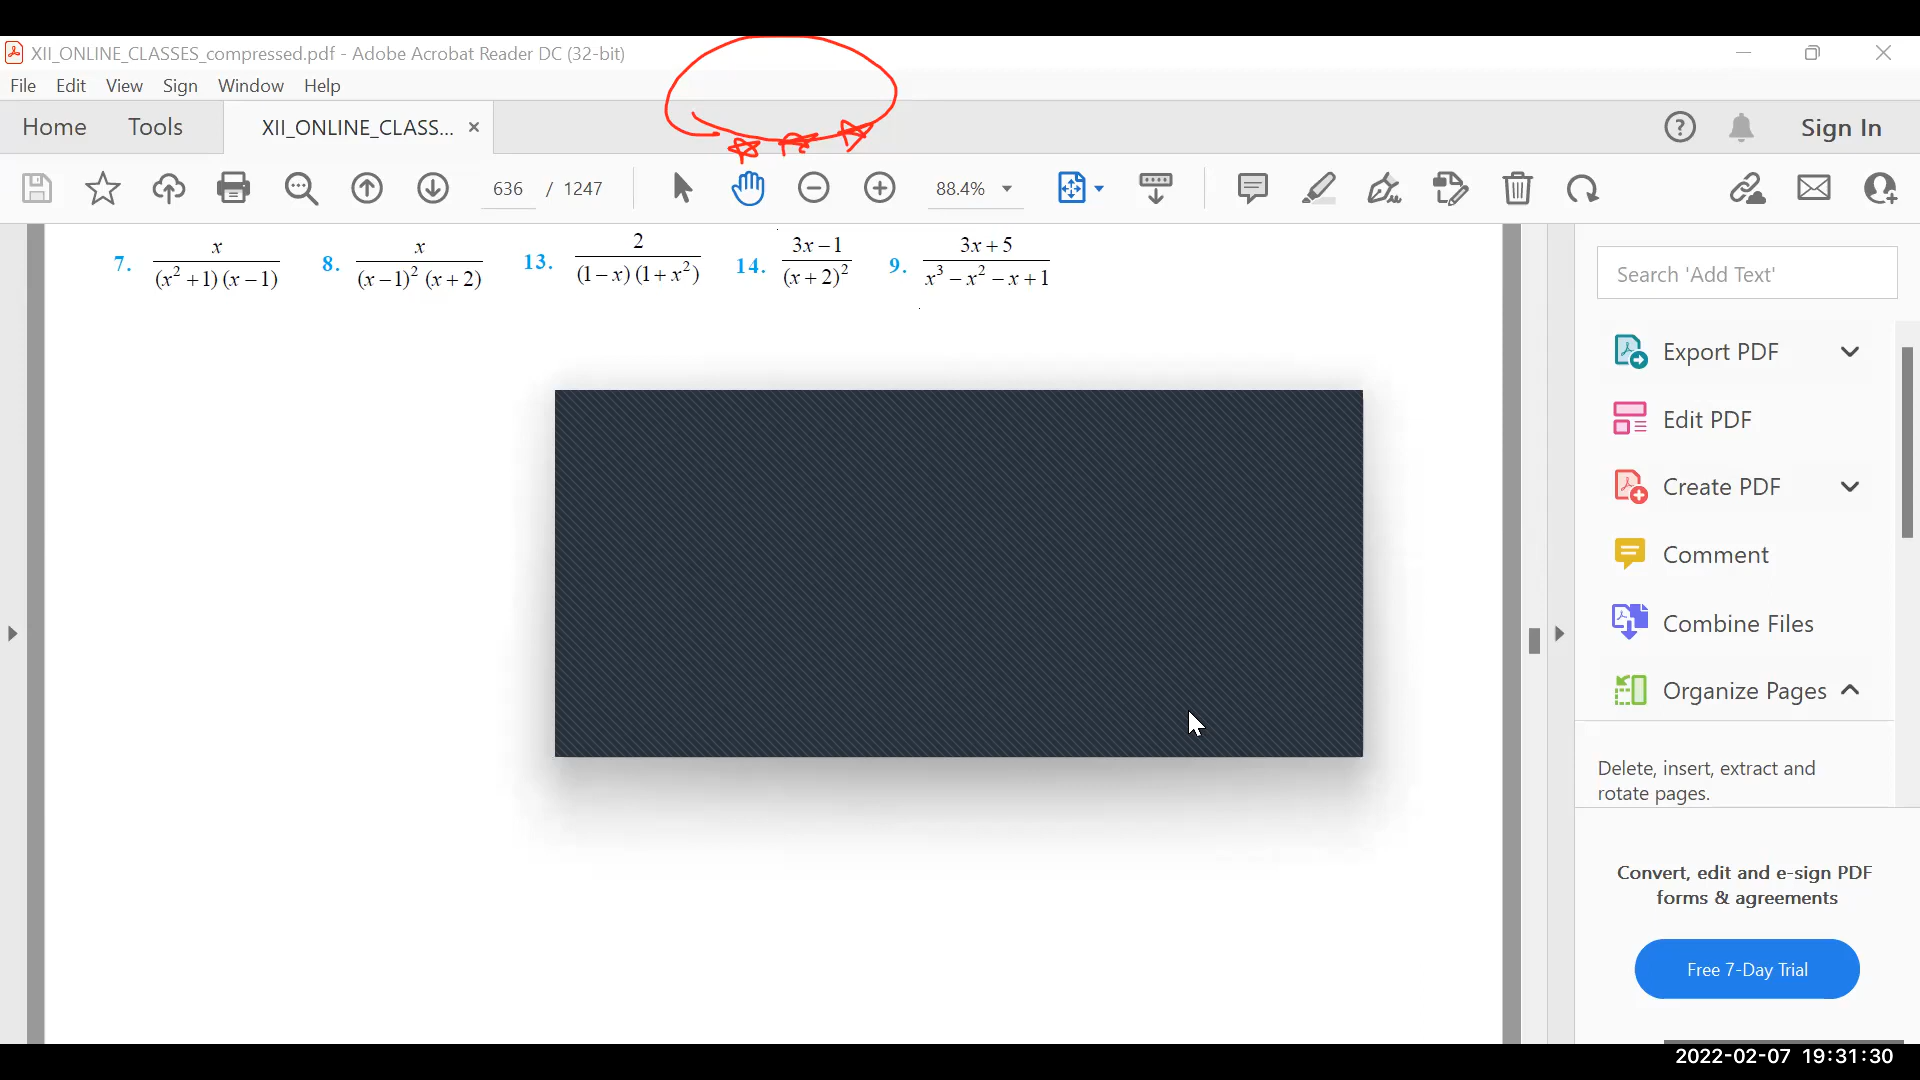 XII_ONLINE_CLASSES_compressed.pdf - Adobe Acrobat Reader DC (32-bit)
File Edit View Sign Window Help
Home Tools XII_ONLINE_CLASS... × Sign In
636 / 1247 88.4%
7. x / (x² + 1) (x – 1) 8. x / (x – 1)² (x + 2) 13. 2 / (1 – x) (1 + x²) 14. 3x – 1 / (x + 2)² 9. 3x + 5 / x³ – x² – x + 1
Search 'Add Text'
Export PDF
Edit PDF
Create PDF
Comment
Combine Files
Organize Pages
Delete, insert, extract and
rotate pages.
Convert, edit and e-sign PDF
forms & agreements
Free 7-Day Trial
2022-02-07 19:31:30